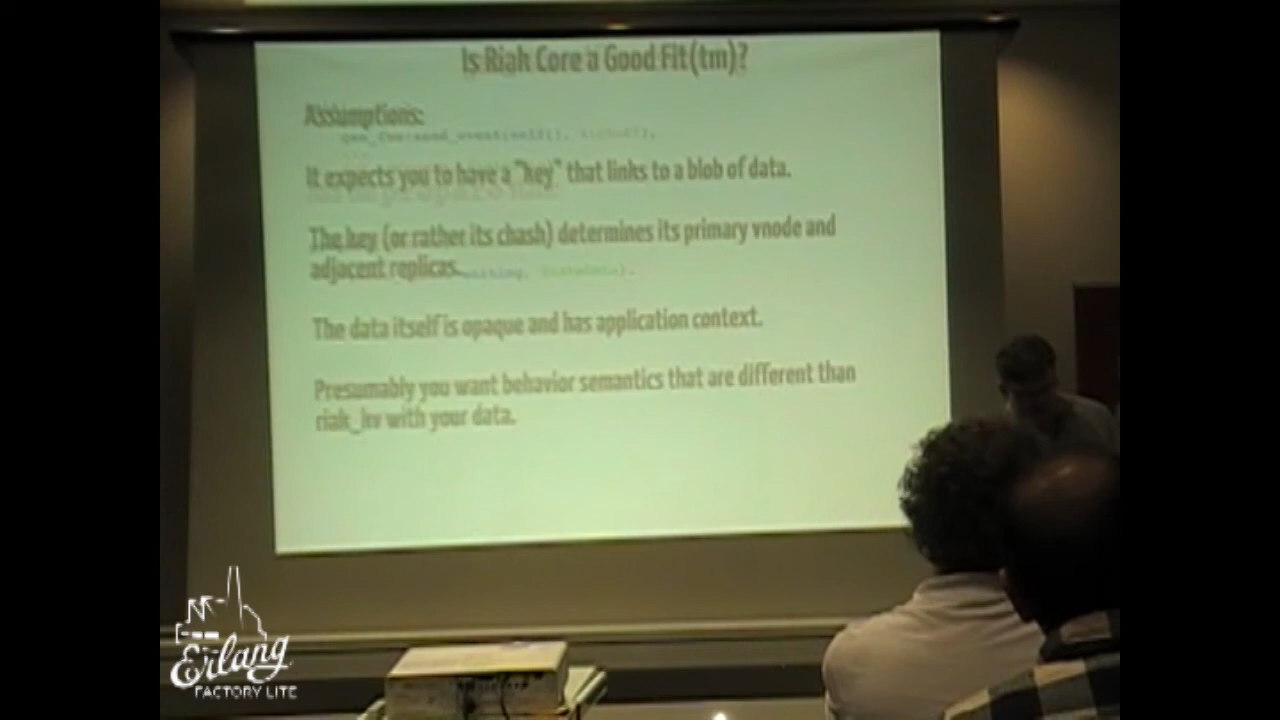 Is Riak Core a Good Fit(tm)?
Assumptions:
It expects you to have a "key" that links to a blob of data.
The key (or rather its chash) determines its primary vnode and
adjacent replicas.
The data itself is opaque and has application context.
Presumably you want behavior semantics that are different than
riak_kv with your data.
Erlang
FACTORY LITE